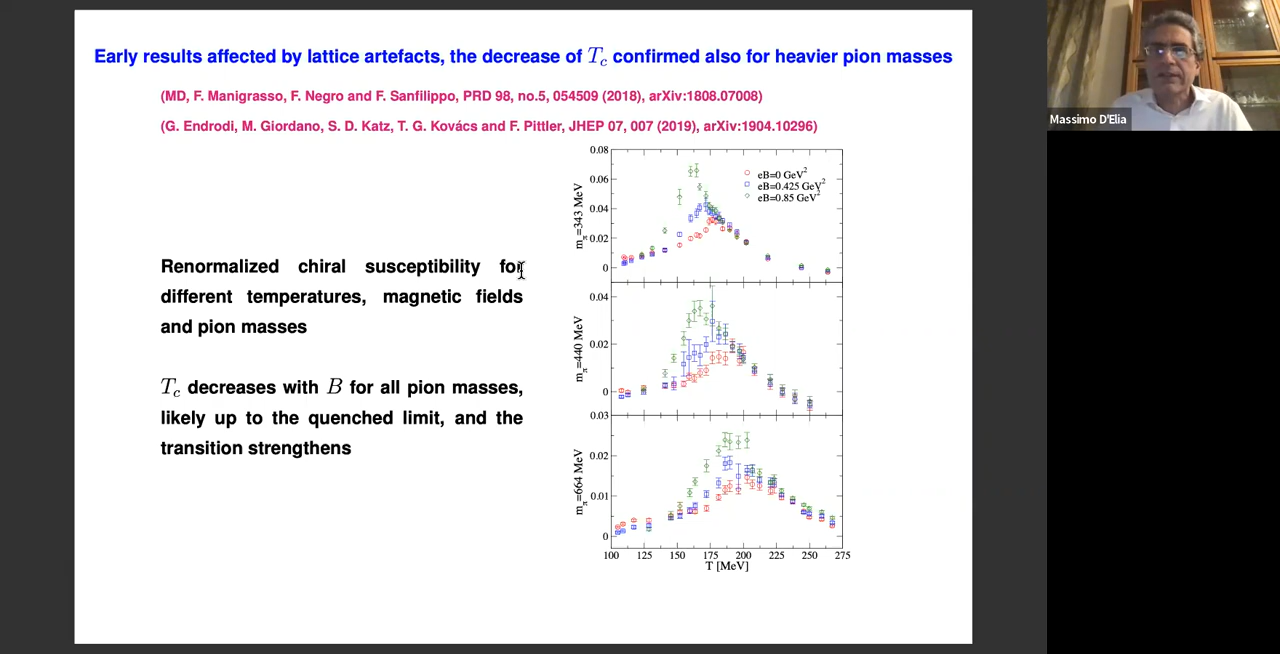 Early results affected by lattice artefacts, the decrease of Tc confirmed also for heavier pion masses
(MD, F. Manigrasso, F. Negro and F. Sanfilippo, PRD 98, no.5, 054509 (2018), arXiv:1808.07008)
(G. Endrodi, M. Giordano, S. D. Katz, T. G. Kovács and F. Pittler, JHEP 07, 007 (2019), arXiv:1904.10296)
Renormalized chiral susceptibility for
different temperatures, magnetic fields
and pion masses
Tc decreases with B for all pion masses,
likely up to the quenched limit, and the
transition strengthens
0.08
0.06
0.04
0.02
0
mπ=343 MeV
eB=0 GeV²
eB=0.425 GeV²
eB=0.85 GeV²
0.04
0.02
0
mπ=440 MeV
0.03
0.02
0.01
0
mπ=664 MeV
100 125 150 175 200 225 250 275
T [MeV]
Massimo D'Elia